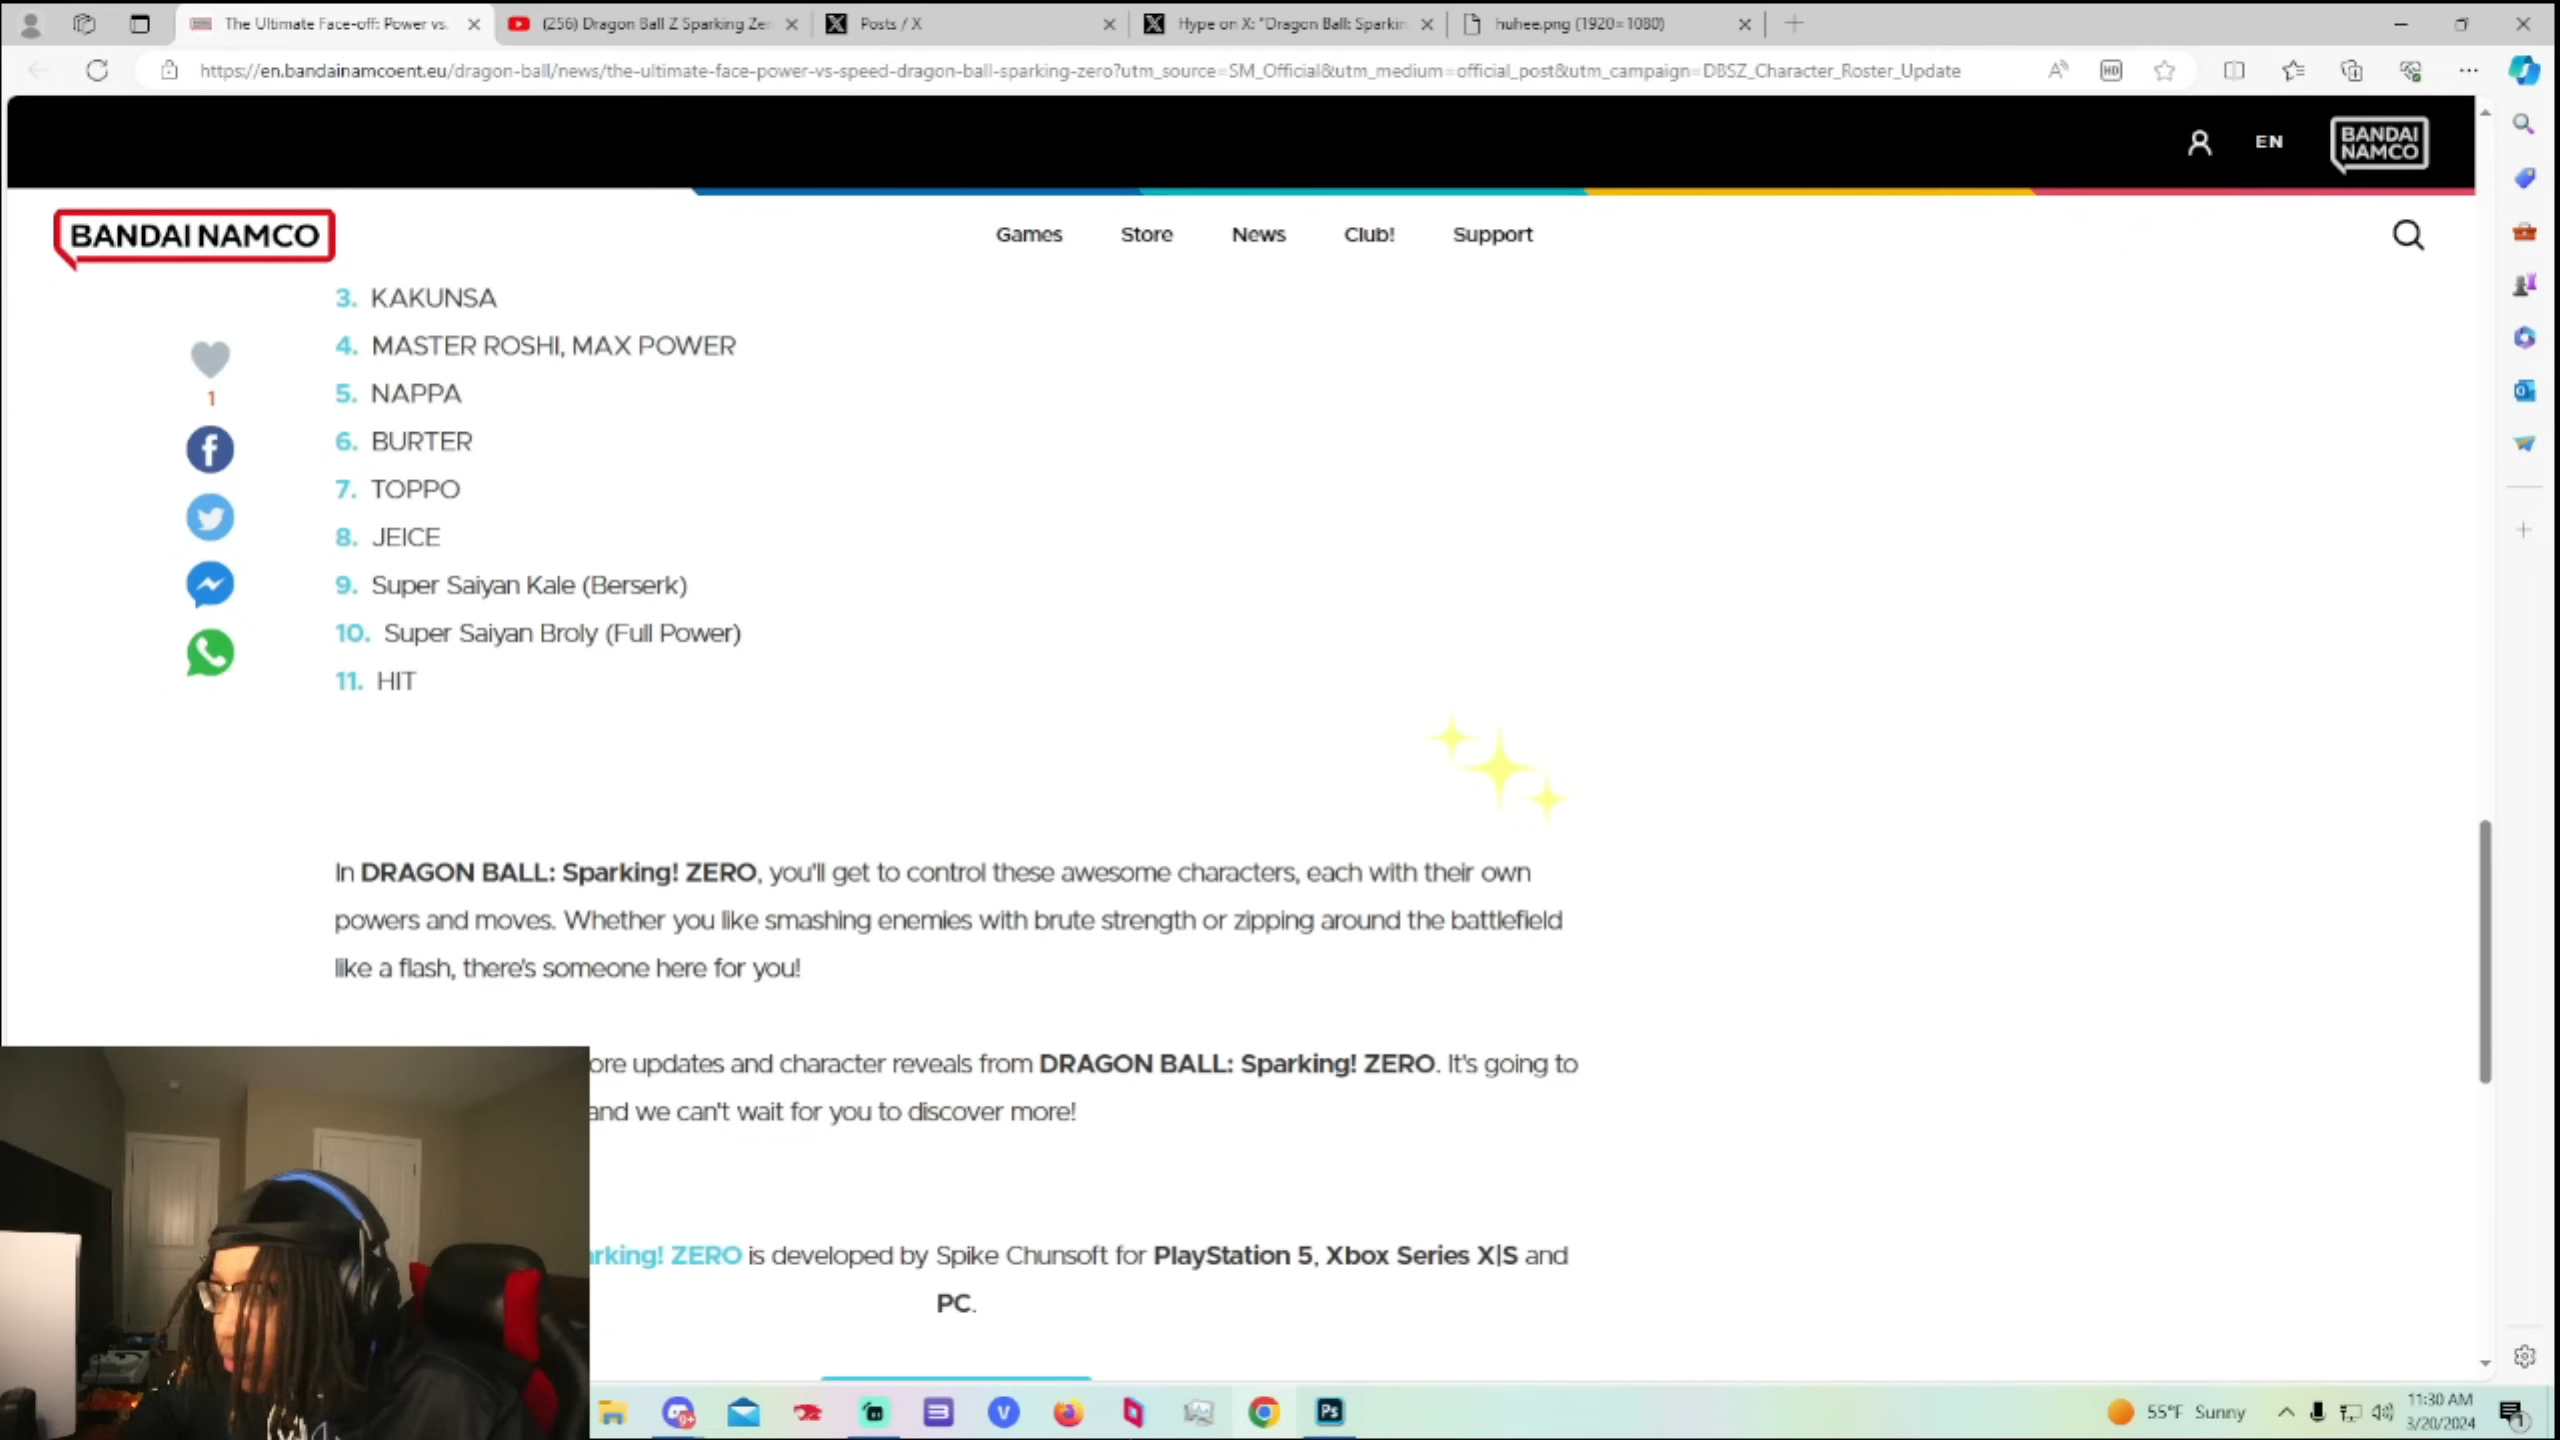 The Ultimate Face-off: Power vs.
(256) Dragon Ball Z Sparking Zer
Posts / X
Hype on X: "Dragon Ball: Sparkin
huhee.png (1920×1080)
https://en.bandainamcoent.eu/dragon-ball/news/the-ultimate-face-power-vs-speed-dragon-ball-sparking-zero?utm_source=SM_Official&utm_medium=official_post&utm_campaign=DBSZ_Character_Roster_Update
EN
BANDAI
NAMCO
BANDAI NAMCO
Games
Store
News
Club!
Support
3. KAKUNSA
4. MASTER ROSHI, MAX POWER
5. NAPPA
6. BURTER
7. TOPPO
8. JEICE
9. Super Saiyan Kale (Berserk)
10. Super Saiyan Broly (Full Power)
11. HIT
1
In DRAGON BALL: Sparking! ZERO, you'll get to control these awesome characters, each with their own
powers and moves. Whether you like smashing enemies with brute strength or zipping around the battlefield
like a flash, there's someone here for you!
ore updates and character reveals from DRAGON BALL: Sparking! ZERO. It's going to
and we can't wait for you to discover more!
rking! ZERO is developed by Spike Chunsoft for PlayStation 5, Xbox Series X|S and
PC.
55°F Sunny
11:30 AM
3/20/2024